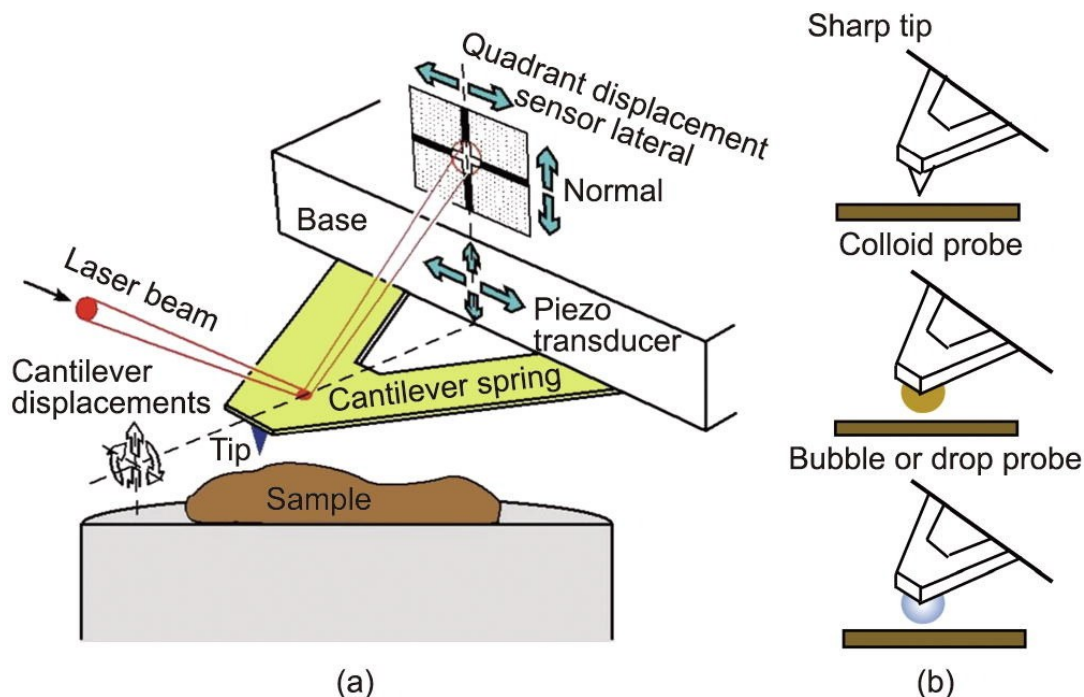 Quadrant displacement
sensor lateral
Normal
Base
Laser beam
Piezo
transducer
Cantilever spring
Cantilever
displacements
Tip
Sample
(a)
Sharp tip
Colloid probe
Bubble or drop probe
(b)